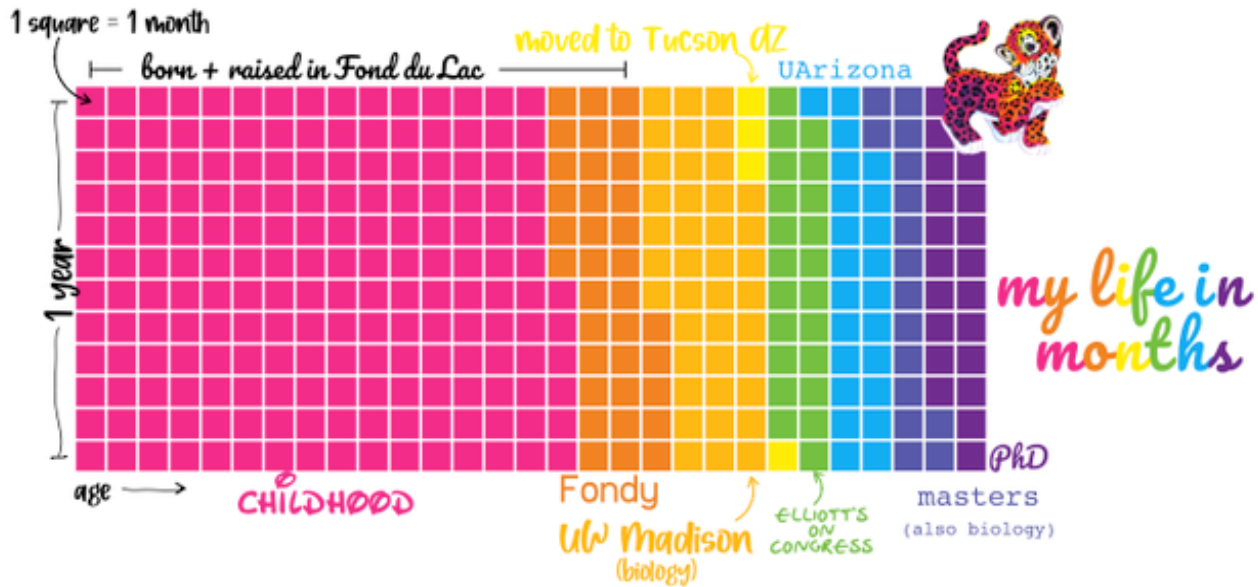 1 square = 1 month
moved to Tucson AZ
born + raised in Fond du Lac
UArizona
1 year
my life in
months
age
CHILDHOOD
Fondy
UW Madison
(biology)
ELLIOTT'S
ON
CONGRESS
masters
(also biology)
PhD